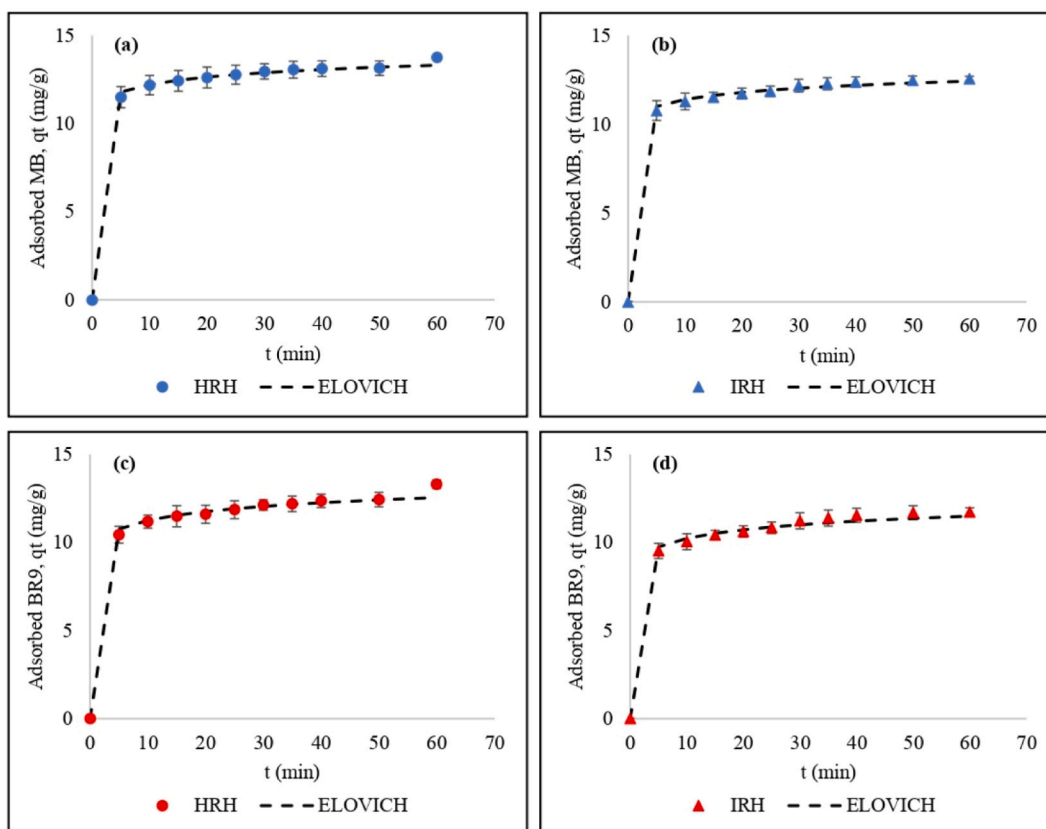 (a)
Adsorbed MB, qt (mg/g)
15
10
5
0
0 10 20 30 40 50 60 70
t (min)
HRH ELOVICH
(b)
Adsorbed MB, qt (mg/g)
15
10
5
0
0 10 20 30 40 50 60 70
t (min)
IRH ELOVICH
(c)
Adsorbed BR9, qt (mg/g)
15
10
5
0
0 10 20 30 40 50 60 70
t (min)
HRH ELOVICH
(d)
Adsorbed BR9, qt (mg/g)
15
10
5
0
0 10 20 30 40 50 60 70
t (min)
IRH ELOVICH